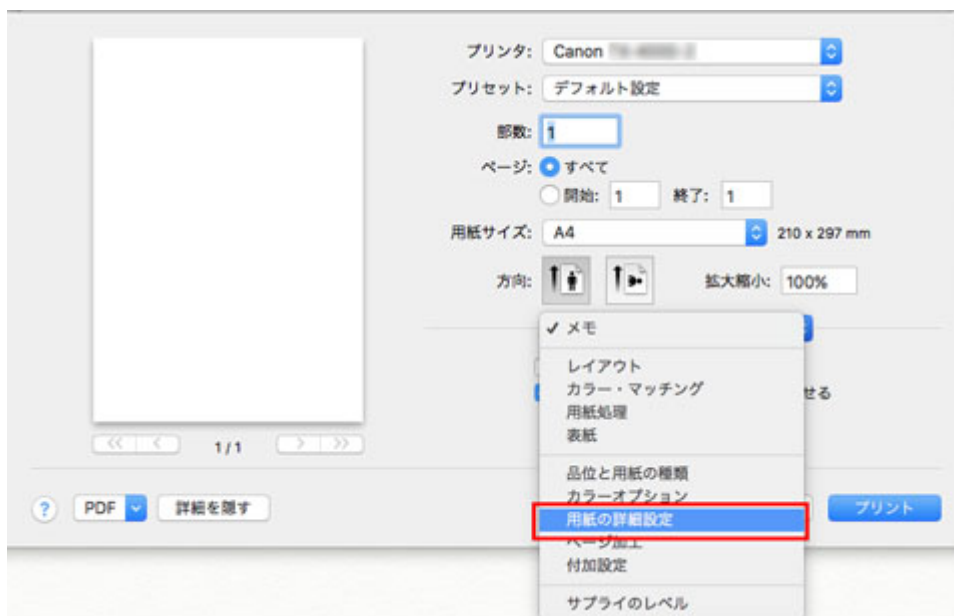 プリンタ: Canon
プリセット: デフォルト設定
部数: 1
ページ: すべて
開始: 1 終了: 1
用紙サイズ: A4 210 x 297 mm
方向: 拡大縮小: 100%
✓ メモ
レイアウト
カラー・マッチング
せる
用紙処理
表紙
1 / 1
品位と用紙の種類
カラーオプション
? PDF 詳細を隠す
用紙の詳細設定
プリント
ページ加工
付加設定
サプライのレベル